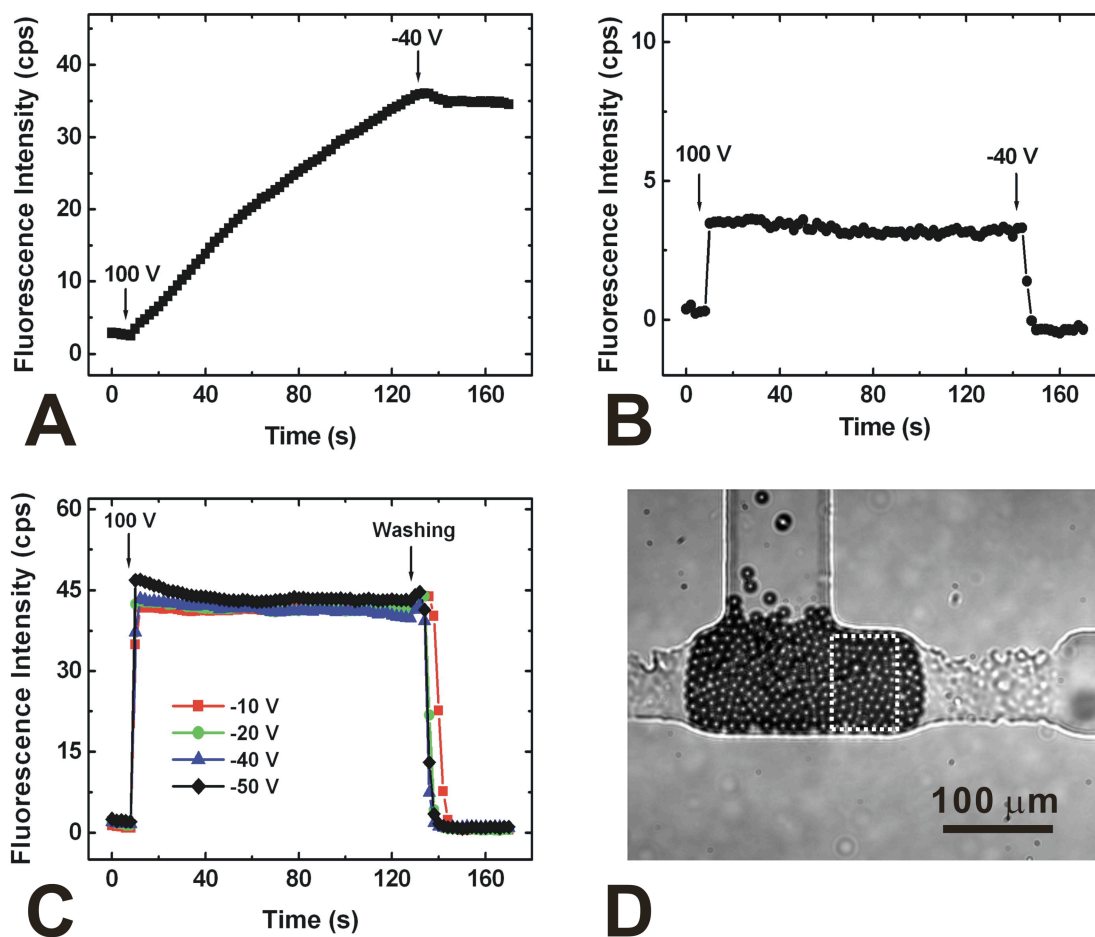 Fluorescence Intensity (cps)
40
30
20
10
0
100 V
-40 V
0 40 80 120 160
Time (s)
A
Fluorescence Intensity (cps)
10
5
0
100 V
-40 V
0 40 80 120 160
Time (s)
B
Fluorescence Intensity (cps)
60
45
30
15
0
100 V
Washing
-10 V
-20 V
-40 V
-50 V
0 40 80 120 160
Time (s)
C
100 μm
D